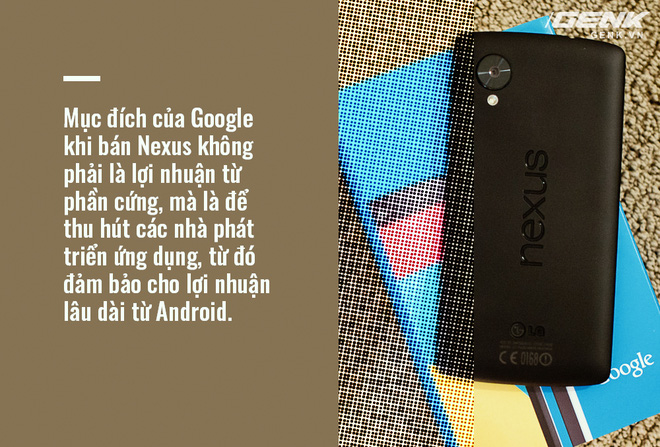 GENK
GENK.VN
Mục đích của Google
khi bán Nexus không
phải là lợi nhuận từ
phần cứng, mà là để
thu hút các nhà phát
triển ứng dụng, từ đó
đảm bảo cho lợi nhuận
lâu dài từ Android.
nexus
LG
CE 0168
Google